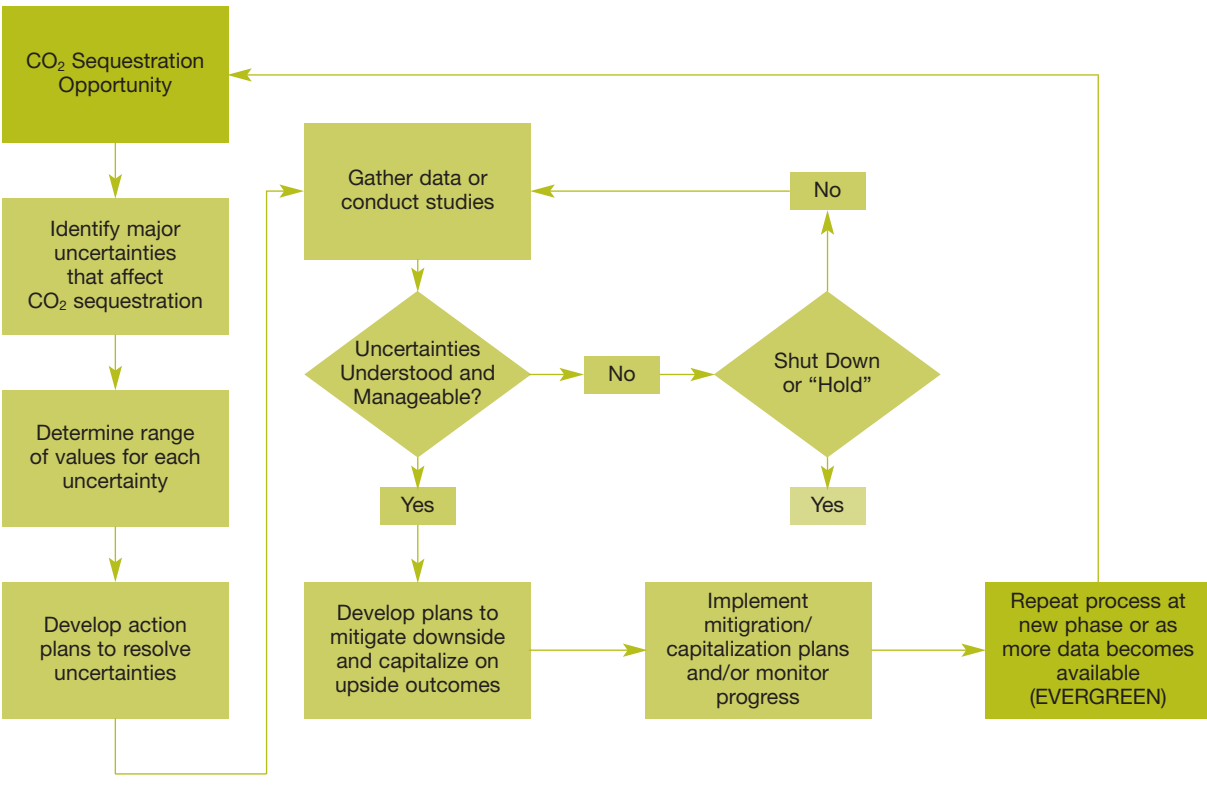 CO₂ Sequestration
Opportunity
Identify major
uncertainties
that affect
CO₂ sequestration
Determine range
of values for each
uncertainty
Develop action
plans to resolve
uncertainties
Gather data or
conduct studies
No
Uncertainties
Understood and
Manageable?
No
Shut Down
or “Hold”
Yes
Yes
Develop plans to
mitigate downside
and capitalize on
upside outcomes
Implement
mitigration/
capitalization plans
and/or monitor
progress
Repeat process at
new phase or as
more data becomes
available
(EVERGREEN)